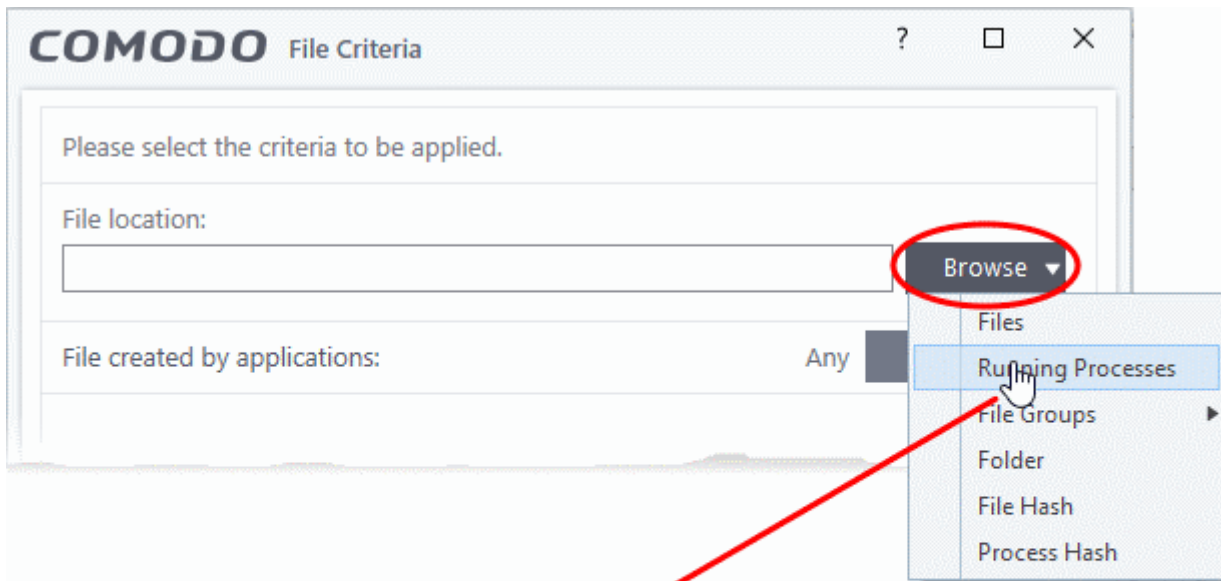 COMODO File Criteria ?
Please select the criteria to be applied.
File location:
Browse
Files
File created by applications: Any
Running Processes
File Groups
Folder
File Hash
Process Hash